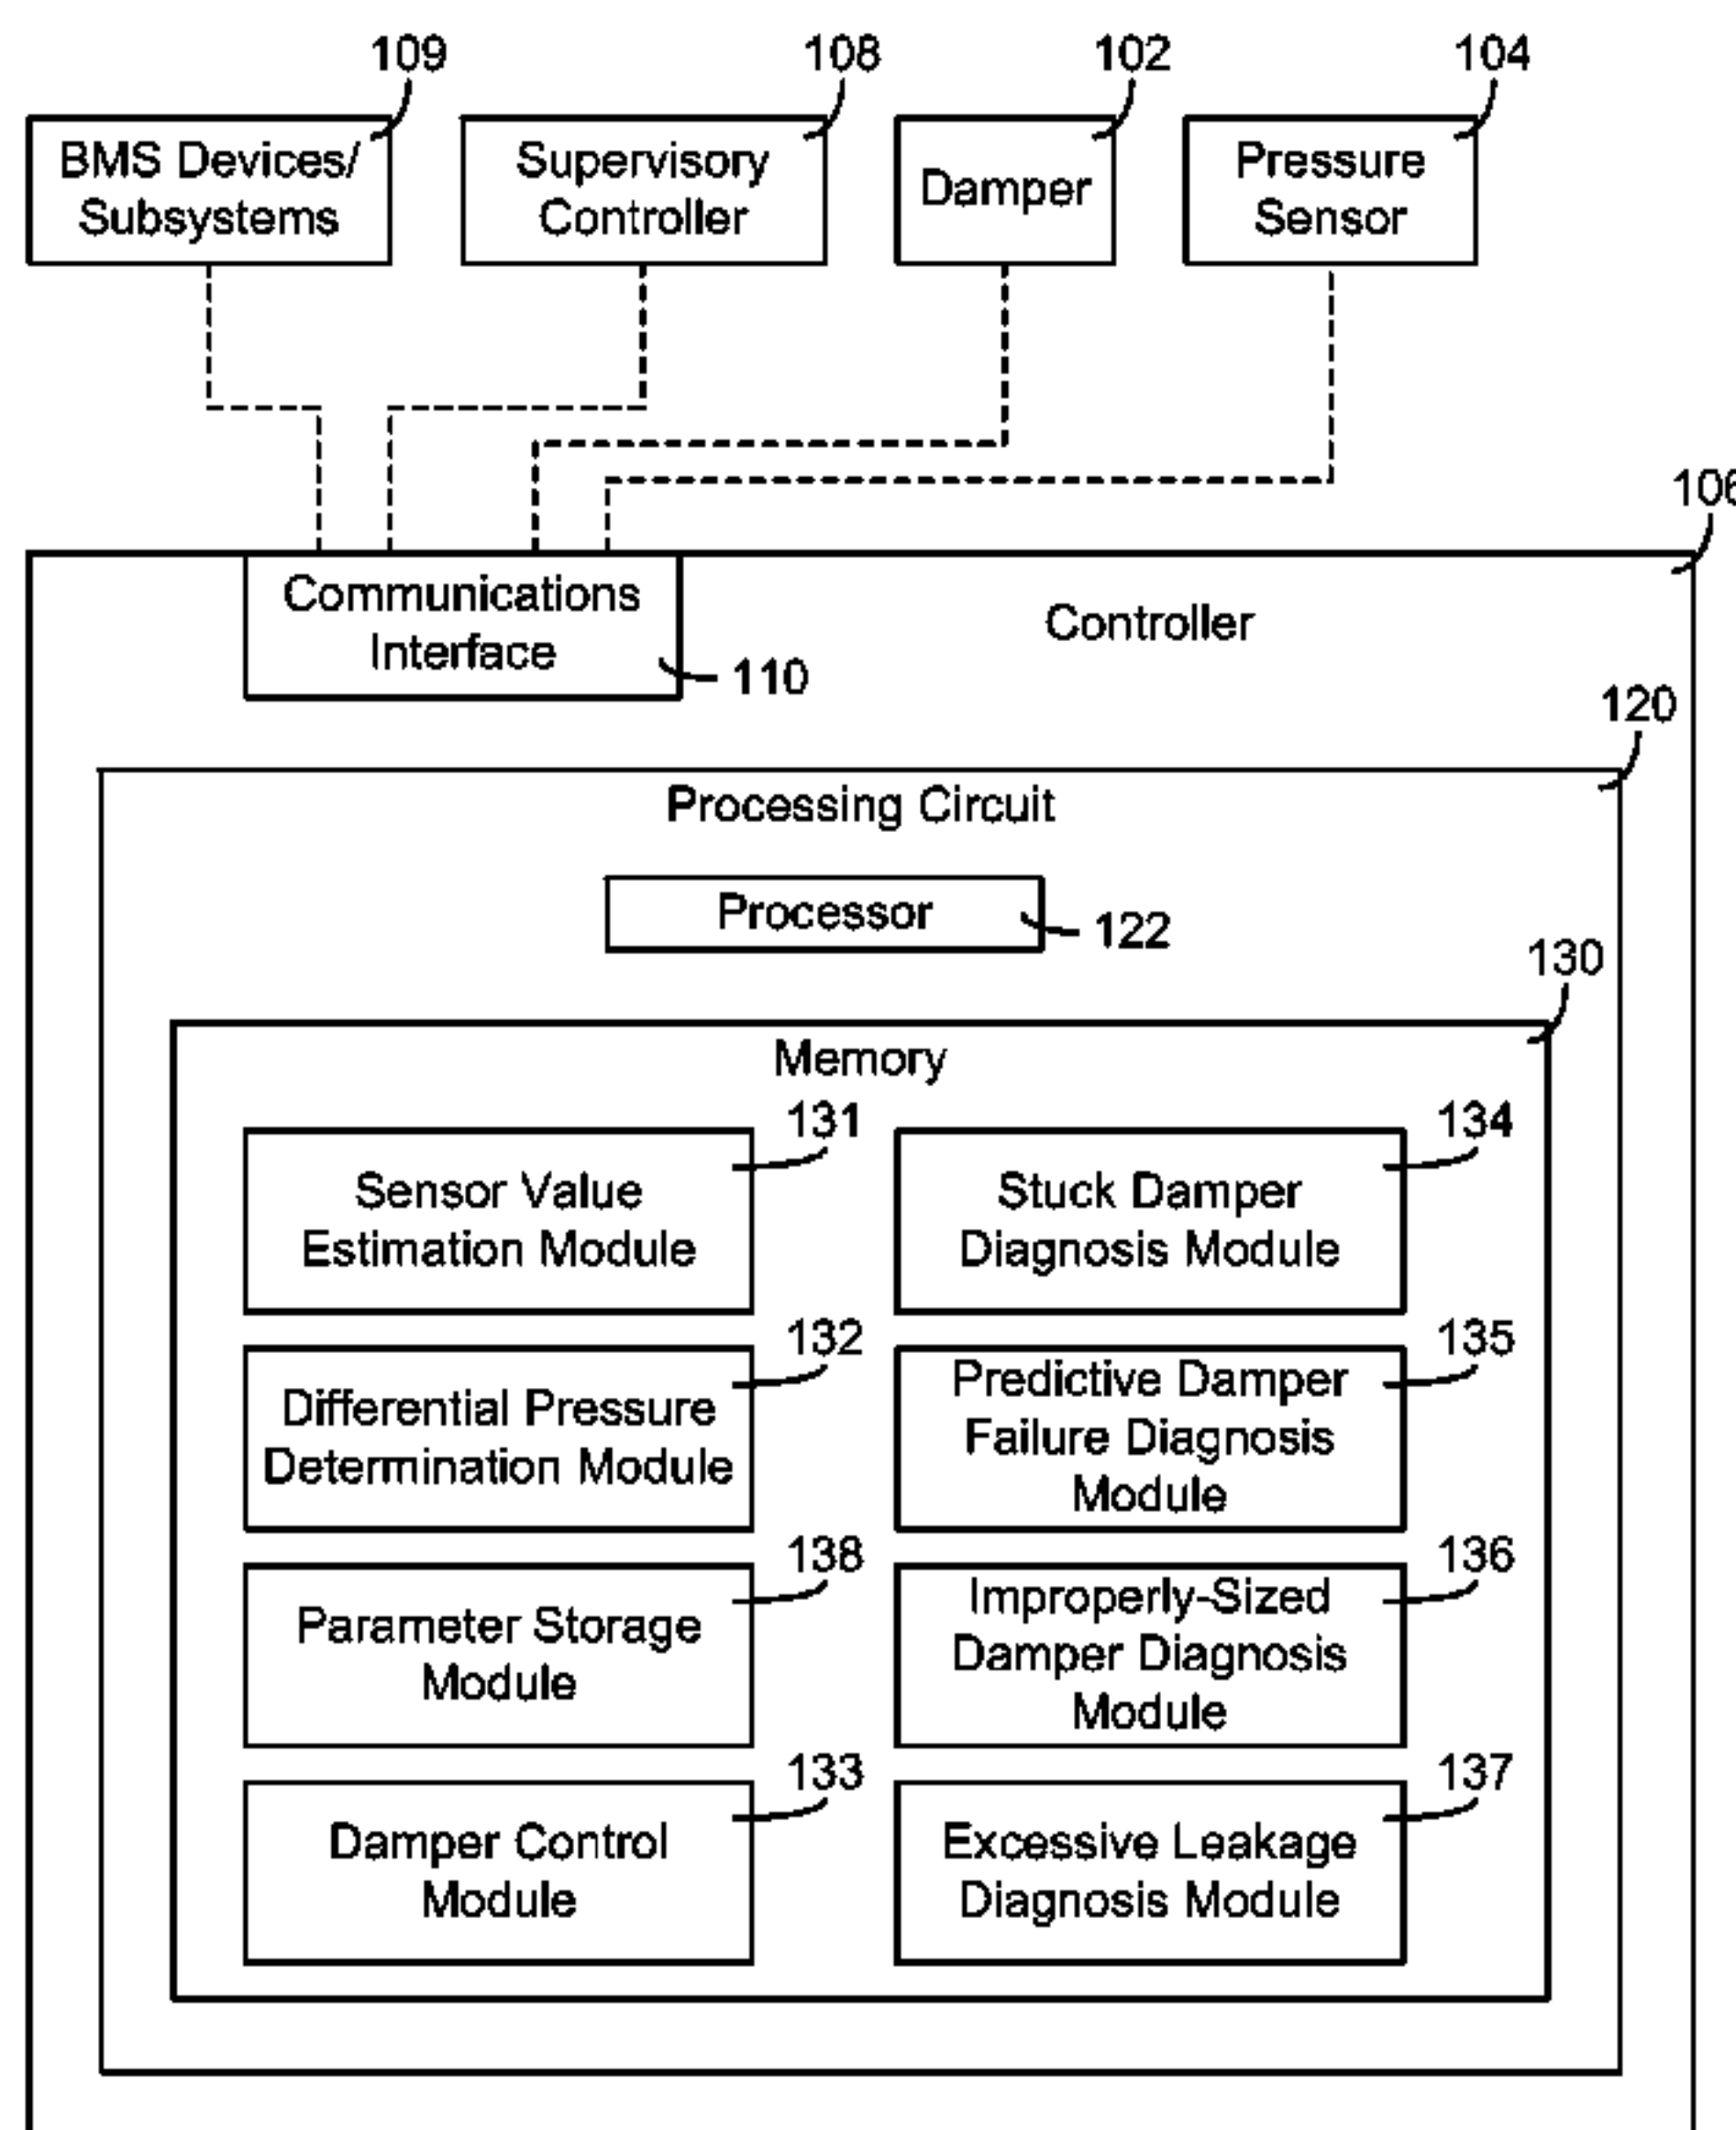 109
108
102
104
BMS Devices/
Subsystems
Supervisory
Controller
Damper
Pressure
Sensor
106
Communications
Interface
110
Controller
120
Processing Circuit
Processor
122
130
Memory
131
Sensor Value
Estimation Module
134
Stuck Damper
Diagnosis Module
132
Differential Pressure
Determination Module
135
Predictive Damper
Failure Diagnosis
Module
138
Parameter Storage
Module
136
Improperly-Sized
Damper Diagnosis
Module
133
Damper Control
Module
137
Excessive Leakage
Diagnosis Module